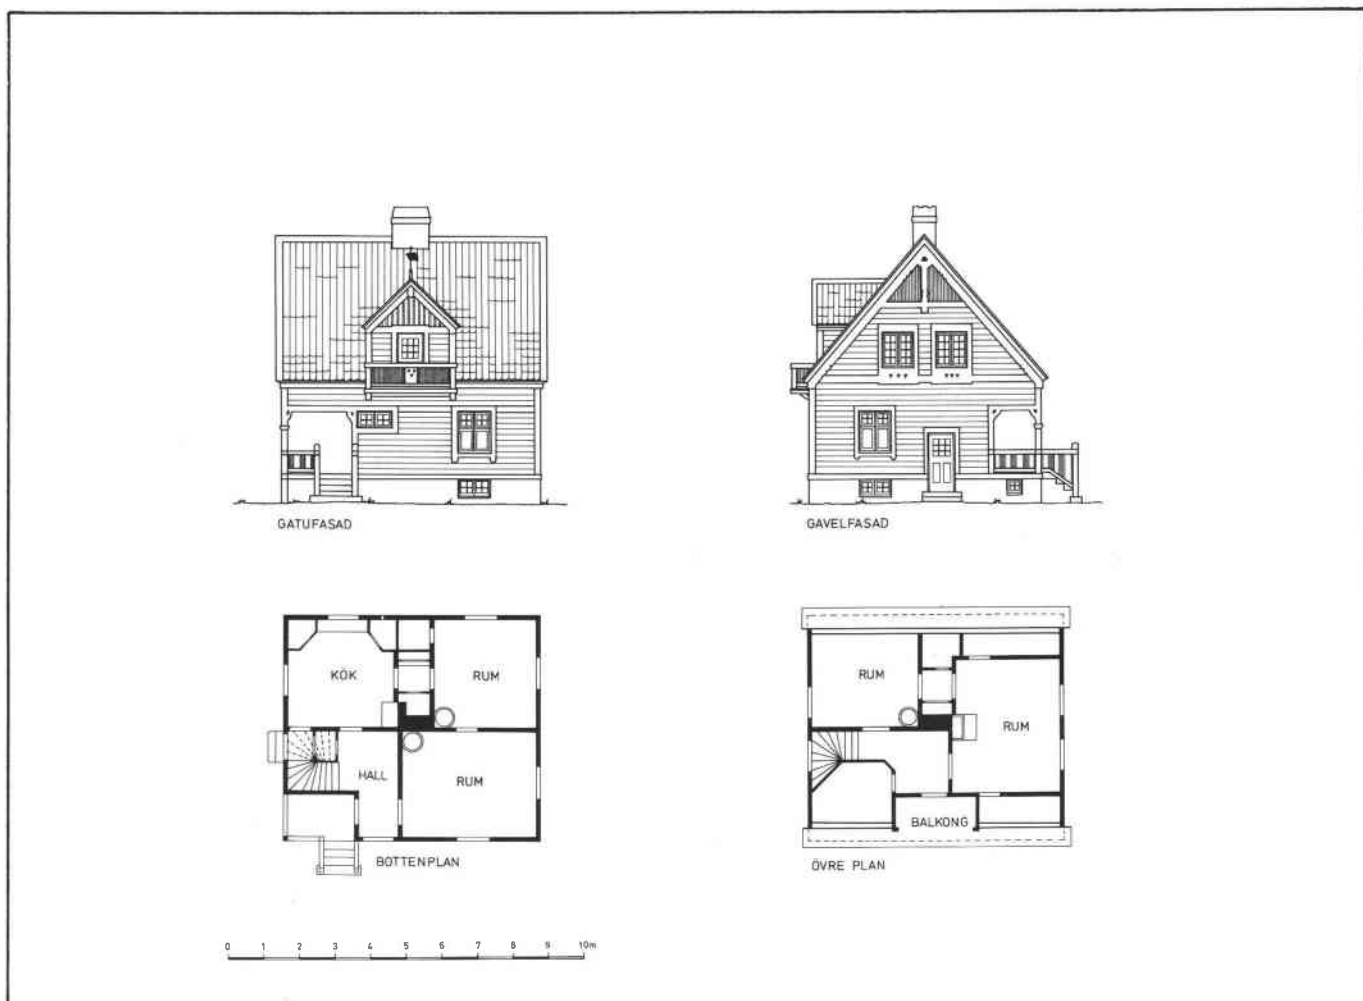 GATUFASAD
GAVELFASAD
KÖK
RUM
HALL
RUM
BOTTENPLAN
RUM
RUM
BALKONG
ÖVRE PLAN
0 1 2 3 4 5 6 7 8 9 10m